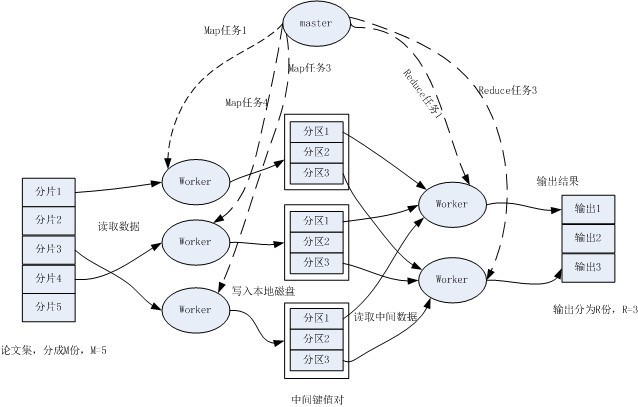 master
Map任务1
Map任务3
Map任务4
Reduce任务1
Reduce任务3
分片1
分片2
分片3
分片4
分片5
论文集，分成M份，M=5
读取数据
Worker
Worker
Worker
写入本地磁盘
分区1
分区2
分区3
分区1
分区2
分区3
分区1
分区2
分区3
中间键值对
读取中间数据
Worker
Worker
输出结果
输出1
输出2
输出3
输出分为R份，R=3